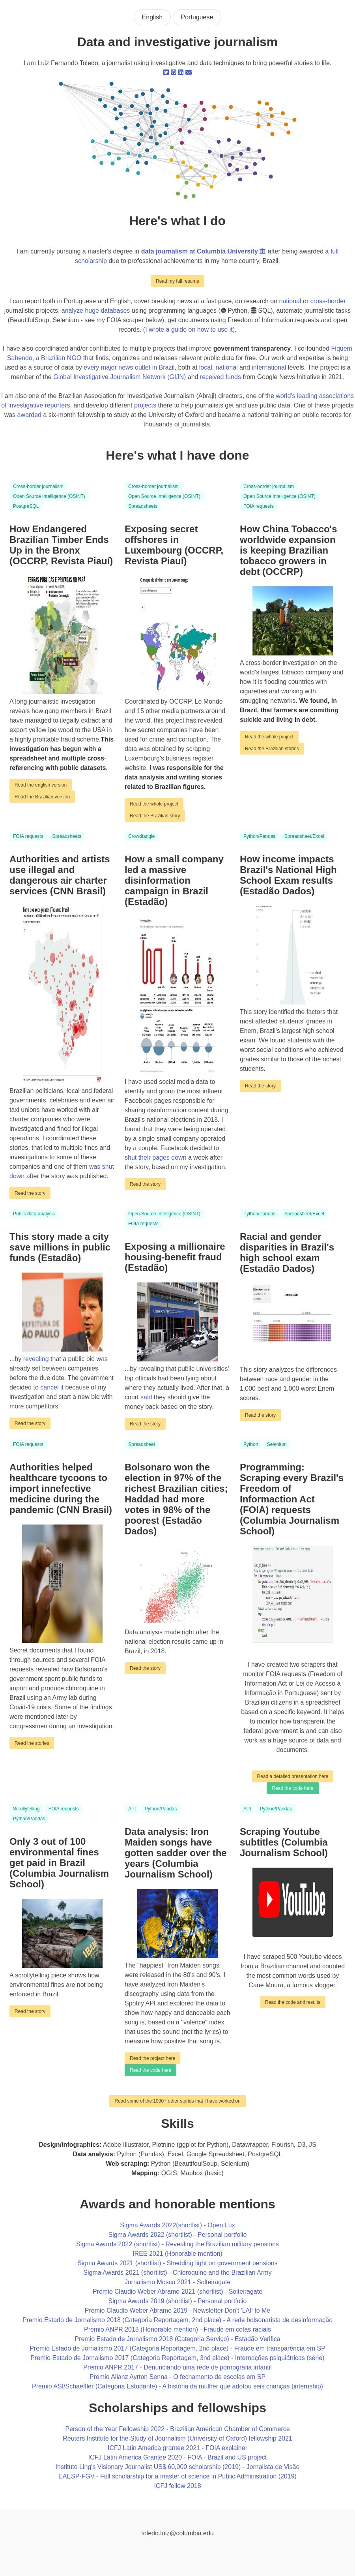 English
Portuguese
Data and investigative journalism
I am Luiz Fernando Toledo, a journalist using investigative and data techniques to bring powerful stories to life.
Here's what I do
I am currently pursuing a master's degree in data journalism at Columbia University after being awarded a full
scholarship due to professional achievements in my home country, Brazil.
Read my full resume
I can report both in Portuguese and English, cover breaking news at a fast pace, do research on national or cross-border
journalistic projects, analyze huge databases using programming languages (Python, SQL), automate journalistic tasks
(BeautifulSoup, Selenium - see my FOIA scraper below), get documents using Freedom of Information requests and court
records. (I wrote a guide on how to use it).
I have also coordinated and/or contributed to multiple projects that improve government transparency. I co-founded Fiquem
Sabendo, a Brazilian NGO that finds, organizes and releases valuable public data for free. Our work and my expertise is being
used as a source of data by every major news outlet in Brazil, both at local, national and international levels. The project is a
member of the Global Investigative Journalism Network (GIJN) and received funds from Google News Initiative in 2021.
I am also one of the Brazilian Association for Investigative Journalism (Abraji) directors, one of the world's leading associations
of investigative reporters, and develop different projects there to help journalists get and use public data. One of these projects
was awarded a six-month fellowship to study at the University of Oxford and became a national training on public records for
thousands of journalists.
Here's what I have done
Cross-border journalism
Open Source Intelligence (OSINT)
PostgreSQL
How Endangered
Brazilian Timber Ends
Up in the Bronx
(OCCRP, Revista Piauí)
TERRAS PÚBLICAS E PRIVADAS
NO PARÁ
A long journalistic investigation
reveals how some members in Brazil
have managed to ilegally extract and
export yellow ipe wood to the USA in
a highly profitable fraud scheme.This
investigation has begun with a
sweepstake and multiple cross-
referencing with public datasets.
Read the english version
Read the Brazilian version
Cross-border journalism
Open Source Intelligence (OSINT)
Spreadsheets
Exposing secret
offshores in
Luxembourg (OCCRP,
Revista Piauí)
O mapa do dinheiro em Luxemburgo
Coordenated by OCCRP, Le Monde
and 15 other media partners around
the world, this project has revealed
how seem borned companies have
been used for crime and corruption.
The data was obtained by scraping
Luxembourg's business register
website. I was responsible for the
data analysis and writing stories
related to Brazilian figures.
Read the whole project
Read the Brazilian story
Cross-border journalism
Open Source Intelligence (OSINT)
FOIA requests
How China Tobacco's
worldwide expansion
is keeping Brazilian
tobacco growers in
debt (OCCRP)
A cross-border investigation on the
world's largest tobacco company and
how it is flooding countries with
cigarettes and working with
smuggling networks. We found, in
Brazil, that farmers are comitting
suicide and living in debt.
Read the whole project
Read the Brazilian stories
FOIA requests
Spreadsheets
Authorities and artists
use illegal and
dangerous air charter
services (CNN Brasil)
Brazilian politicians, local and federal
governments, celebrities and even air
taxi unions have worked with air
charter companies who were
investigated and fined for illegal
operations. I coordinated these
stories, that led to multiple fines and
investigations to some of these
companies and one of them was shut
down after the story was published.
Read the story
Crowdtangle
How a small company
led a massive
disinformation
campaign in Brazil
(Estadão)
I have used social media data to
identify and group the most influent
Facebook pages responsible for
sharing disinformation content during
Brazil's national elections in 2018. I
found that they were being operated
by a single small company operated
by a couple. Facebook decided to
shut their pages down a week after
the story, based on my investigation.
Read the story
Python/Pandas
Spreadsheet/Excel
How income impacts
Brazil's National High
School Exam results
(Estadão Dados)
This story identified the factors that
most affected students' grades in
Enem, Brazil's largest high school
exam. We found students with the
worst social conditions who achieved
grades similar to those of the richest
students.
Read the story
Public data analysis
This story made a city
save millions in public
funds (Estadão)
PREFEITURA DE
SÃO PAULO
...by revealing that a public bid was
already set between companies
before the due date. The government
decided to cancel it because of my
investigation and start a new bid with
more competitors.
Read the story
Open Source Intelligence (OSINT)
FOIA requests
Exposing a millionaire
housing-benefit fraud
(Estadão)
...by revealing that public universities'
top officials had been lying about
where they actually lived. After that, a
court said they should give the
money back based on the story.
Read the story
Python/Pandas
Spreadsheet/Excel
Racial and gender
disparities in Brazil's
high school exam
(Estadão Dados)
This story analyzes the differences
between race and gender in the
1,000 best and 1,000 worst Enem
scores.
Read the story
FOIA requests
Authorities helped
healthcare tycoons to
import innefective
medicine during the
pandemic (CNN Brasil)
Secret documents that I found
through sources and several FOIA
requests revealed how Bolsonaro's
government spent public funds to
import and produce chloroquine in
Brazil using an Army lab during
Covid-19 crisis. Some of the findings
were mentioned later by
congressmen during an investigation.
Read the stories
Spreadsheet
Bolsonaro won the
election in 97% of the
richest Brazilian cities;
Haddad had more
votes in 98% of the
poorest (Estadão
Dados)
Data analysis made right after the
national election results came up in
Brazil, in 2018.
Read the story
Python
Selenium
Programming:
Scraping every Brazil's
Freedom of
Informaction Act
(FOIA) requests
(Columbia Journalism
School)
I have created two scrapers that
monitor FOIA requests (Freedom of
Information Act or Lei de Acesso à
Informação in Portuguese) sent by
Brazilian citizens in a spreadsheet
based on a specific keyword. It helps
to monitor how transparent the
federal government is and can also
work as a huge source of data and
documents.
Read a detailed presentation here
Read the code here
Scrollytelling
FOIA requests
Python/Pandas
Only 3 out of 100
environmental fines
get paid in Brazil
(Columbia Journalism
School)
IBAMA
A scrollytelling piece shows how
environmental fines are not being
enforced in Brazil.
Read the story
API
Python/Pandas
Data analysis: Iron
Maiden songs have
gotten sadder over the
years (Columbia
Journalism School)
The "happiest" Iron Maiden songs
were released in the 80's and 90's. I
have analyzed Iron Maiden's
discography using data from the
Spotify API and explored the data to
show how much danceable and sad a
song is, based on a "valence" index
that uses the sound (not the lyrics) to
measure how positive that song is.
Read the project here
Read the code here
API
Python/Pandas
Scraping Youtube
subtitles (Columbia
Journalism School)
YouTube
I have scraped 500 Youtube videos
from a Brazilian channel and counted
the most common words used by
Caue Moura, a famous vlogger.
Read the code and results
Read some of the 1000+ other stories that I have worked on
Skills
Design/Infographics: Adobe Illustrator, Plotnine (ggplot for Python), Datawrapper, Flourish, D3, JS
Data analysis: Python (Pandas), Excel, Google Spreadsheet, PostgreSQL
Web scraping: Python (BeautifoulSoup, Selenium)
Mapping: QGIS, Mapbox (basic)
Awards and honorable mentions
Sigma Awards 2022(shortlist) - Open Lux
Sigma Awards 2022 (shortlist) - Personal portfolio
Sigma Awards 2022 (shortlist) - Revealing the Brazilian military pensions
IREE 2021 (Honorable mention)
Sigma Awards 2021 (shortlist) - Shedding light on government pensions
Sigma Awards 2021 (shortlist) - Chloroquine and the Brazilian Army
Jornalismo Mosca 2021 - Solteiragate
Premio Claudio Weber Abramo 2021 (shortlist) - Solteiragate
Sigma Awards 2019 (shortlist) - Personal portfolio
Premio Claudio Weber Abramo 2019 - Newsletter Don't 'LAI' to Me
Premio Estado de Jornalismo 2018 (Categoria Reportagem, 2nd place) - A rede bolsonarista de desinformação
Premio ANPR 2018 (Honorable mention) - Fraude em cotas raciais
Premio Estado de Jornalismo 2018 (Categoria Serviço) - Estadão Verifica
Premio Estado de Jornalismo 2017 (Categoria Reportagem, 2nd place) - Fraude em transparência em SP
Premio Estado de Jornalismo 2017 (Categoria Reportagem, 3nd place) - Internações psiquiátricas (série)
Premio ANPR 2017 - Denunciando uma rede de pornografia infantil
Premio Alianz Ayrton Senna - O fechamento de escolas em SP
Premio ASI/Schaeffler (Categoria Estudante) - A história da mulher que adotou seis crianças (internship)
Scholarships and fellowships
Person of the Year Fellowship 2022 - Brazilian American Chamber of Commerce
Reuters Institute for the Study of Journalism (University of Oxford) fellowship 2021
ICFJ Latin America grantee 2021 - FOIA explainer
ICFJ Latin America Grantee 2020 - FOIA - Brazil and US project
Instituto Ling's Visionary Journalist US$ 60,000 scholarship (2019) - Jornalista de Visão
EAESP-FGV - Full scholarship for a master of science in Public Administration (2019)
ICFJ fellow 2018
toledo.luiz@columbia.edu